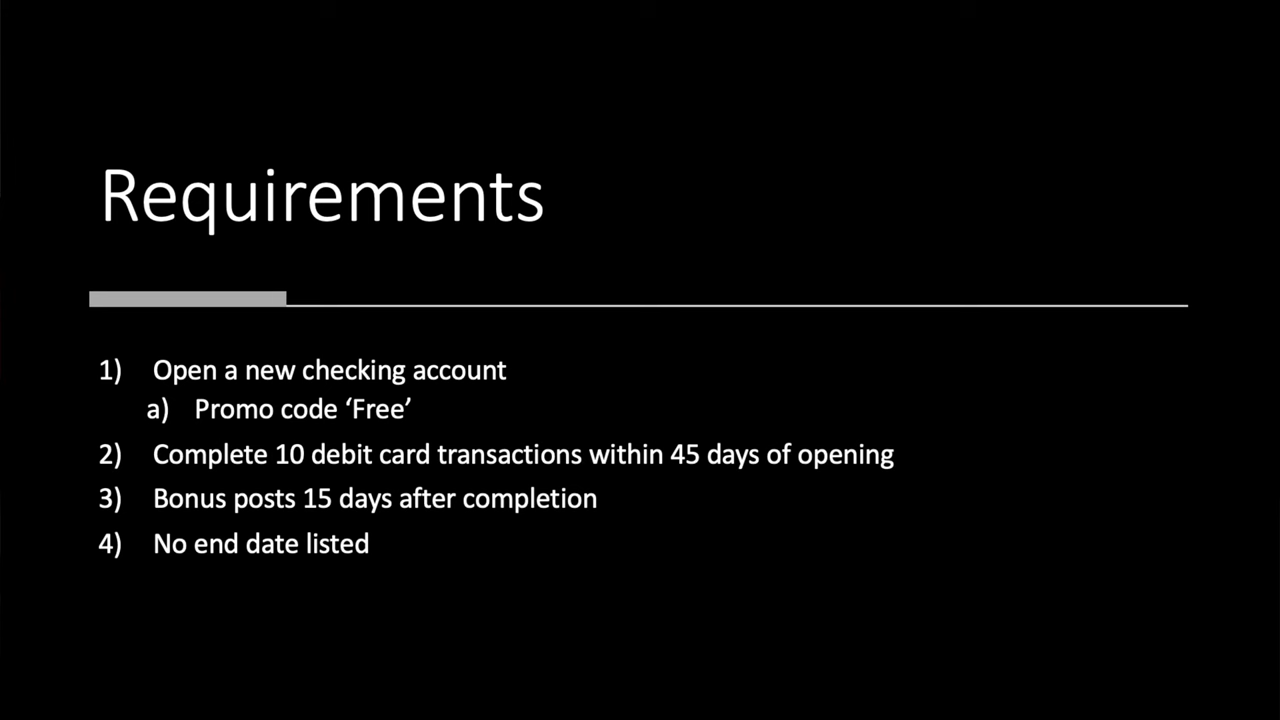 Requirements
1) Open a new checking account
a) Promo code ‘Free’
2) Complete 10 debit card transactions within 45 days of opening
3) Bonus posts 15 days after completion
4) No end date listed